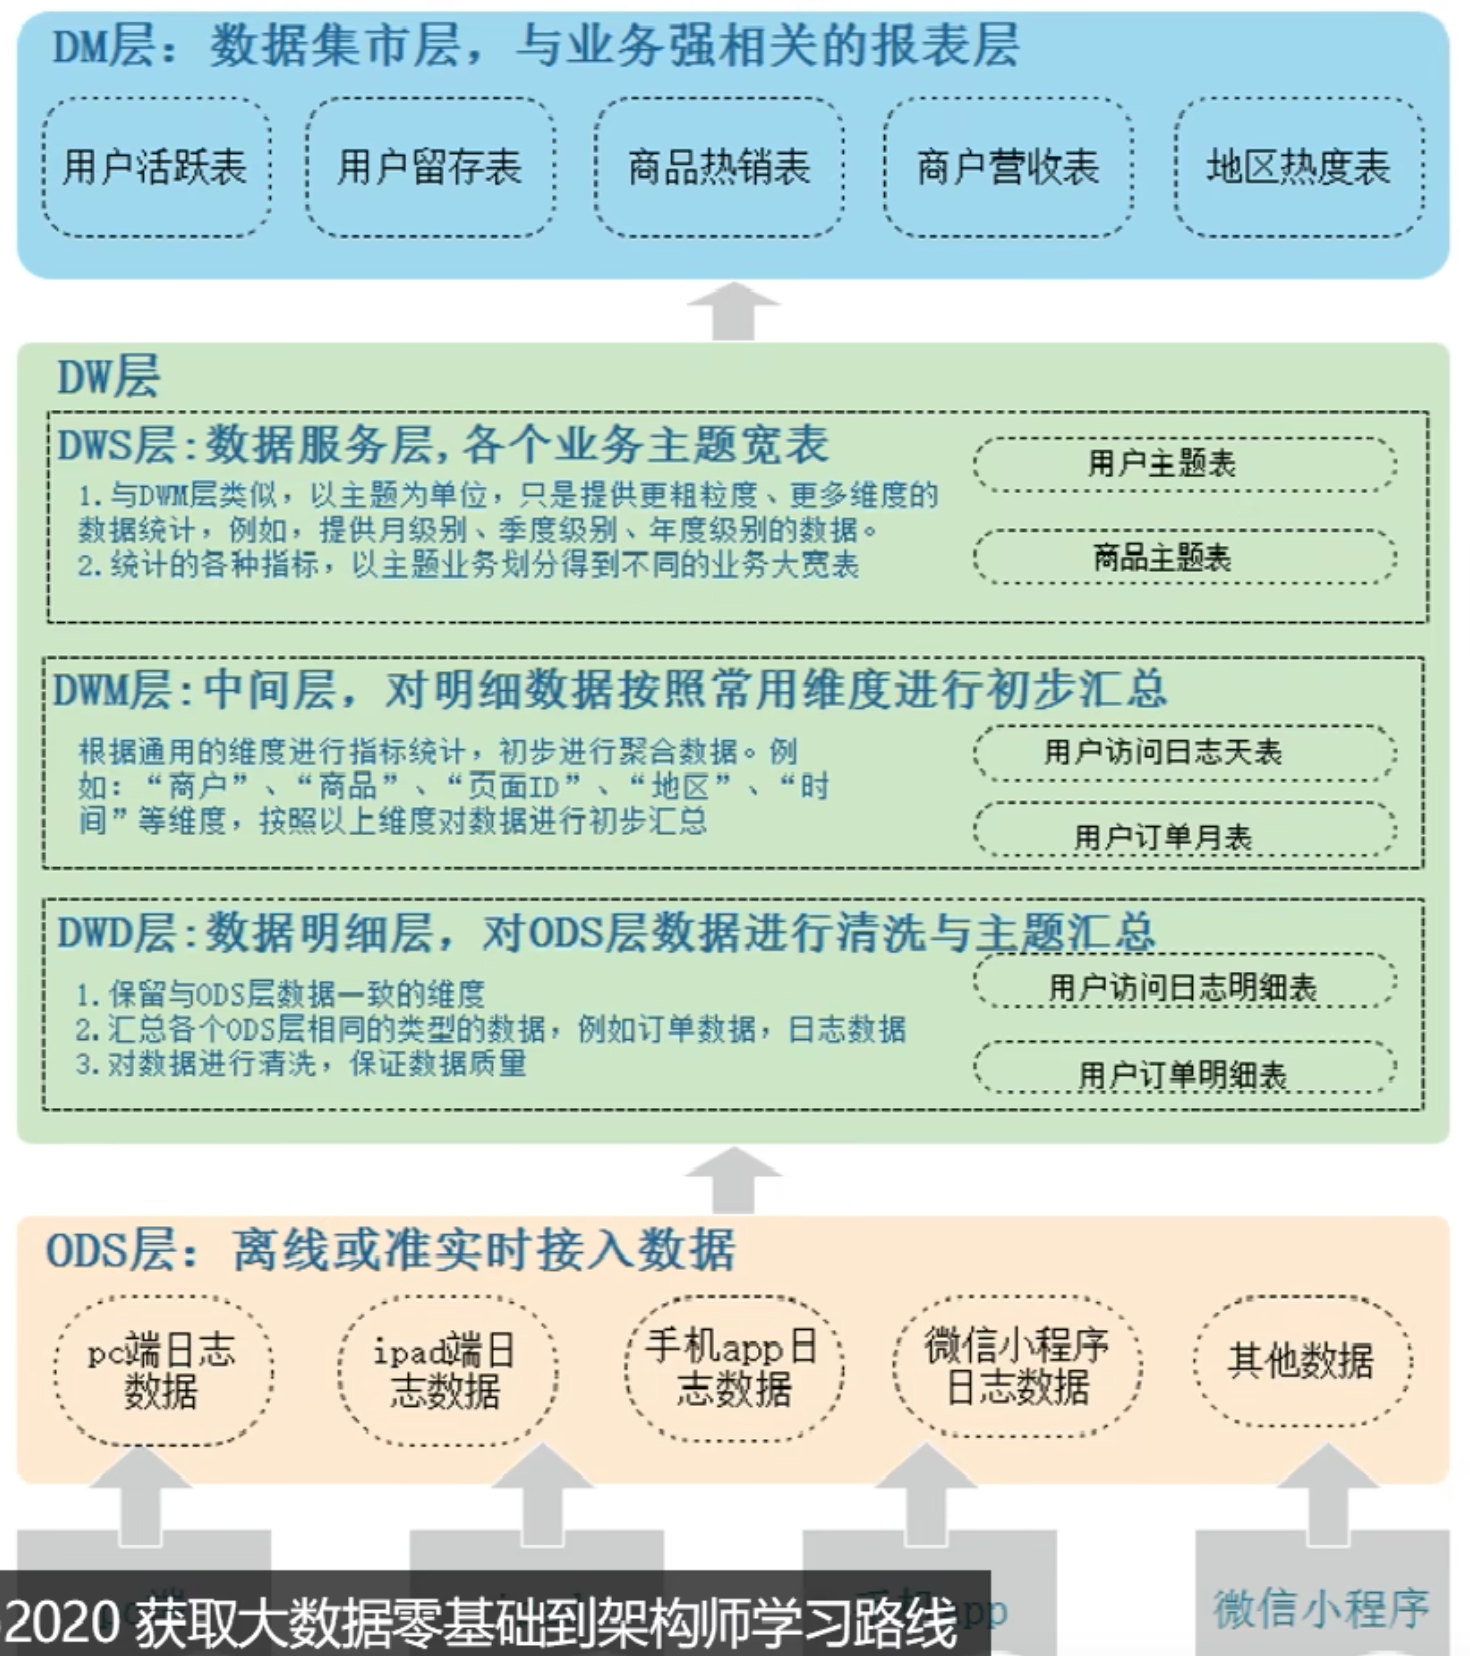 DM层：数据集市层，与业务强相关的报表层
用户活跃表
用户留存表
商品热销表
商户营收表
地区热度表
DW层
DWS层:数据服务层,各个业务主题宽表
1.与DWM层类似，以主题为单位，只是提供更粗粒度、更多维度的
数据统计，例如，提供月级别、季度级别、年度级别的数据。
2.统计的各种指标，以主题业务划分得到不同的业务大宽表
用户主题表
商品主题表
DWM层:中间层，对明细数据按照常用维度进行初步汇总
根据通用的维度进行指标统计，初步进行聚合数据。例
如：“商户”、“商品”、“页面ID”、“地区”、“时
间”等维度，按照以上维度对数据进行初步汇总
用户访问日志天表
用户订单月表
DWD层:数据明细层，对ODS层数据进行清洗与主题汇总
1.保留与ODS层数据一致的维度
2.汇总各个ODS层相同的类型的数据，例如订单数据，日志数据
3.对数据进行清洗，保证数据质量
用户访问日志明细表
用户订单明细表
ODS层：离线或准实时接入数据
pc端日志
数据
ipad端日
志数据
手机app日
志数据
微信小程序
日志数据
其他数据
pc端
手机app
微信小程序
2020 获取大数据零基础到架构师学习路线